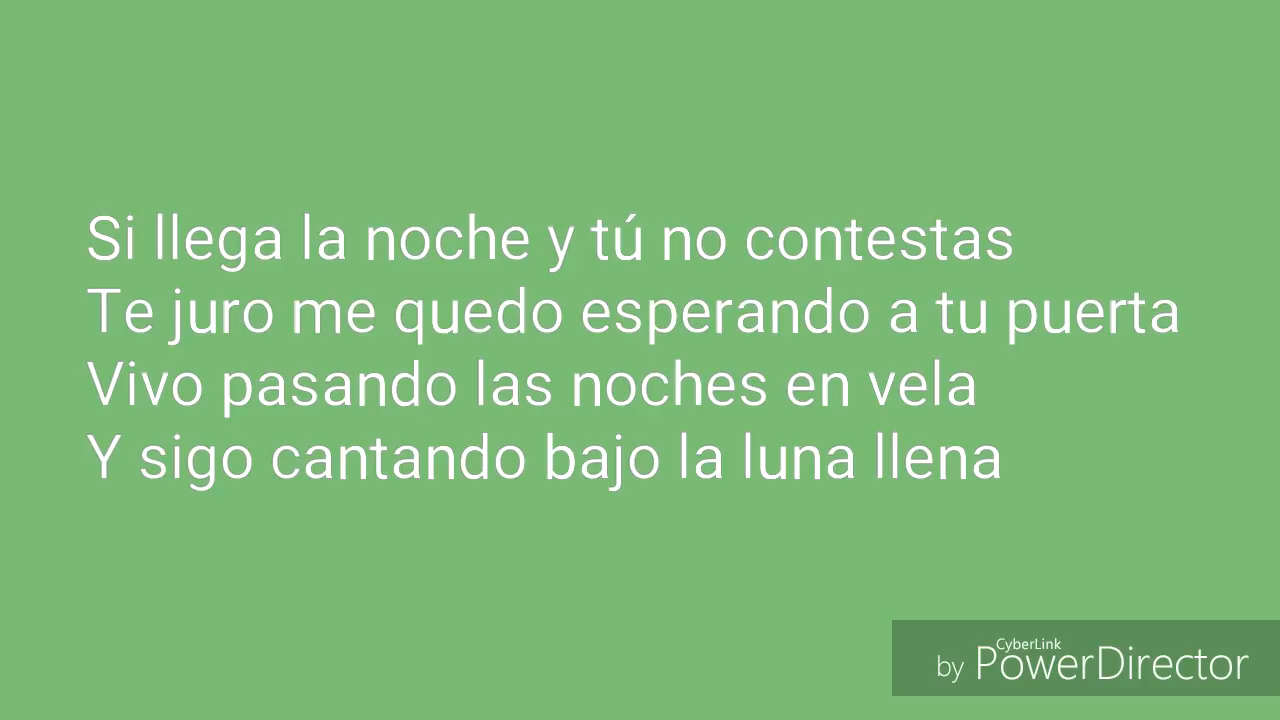 Si llega la noche y tú no contestas
Te juro me quedo esperando a tu puerta
Vivo pasando las noches en vela
Y sigo cantando bajo la luna llena
CyberLink
by PowerDirector